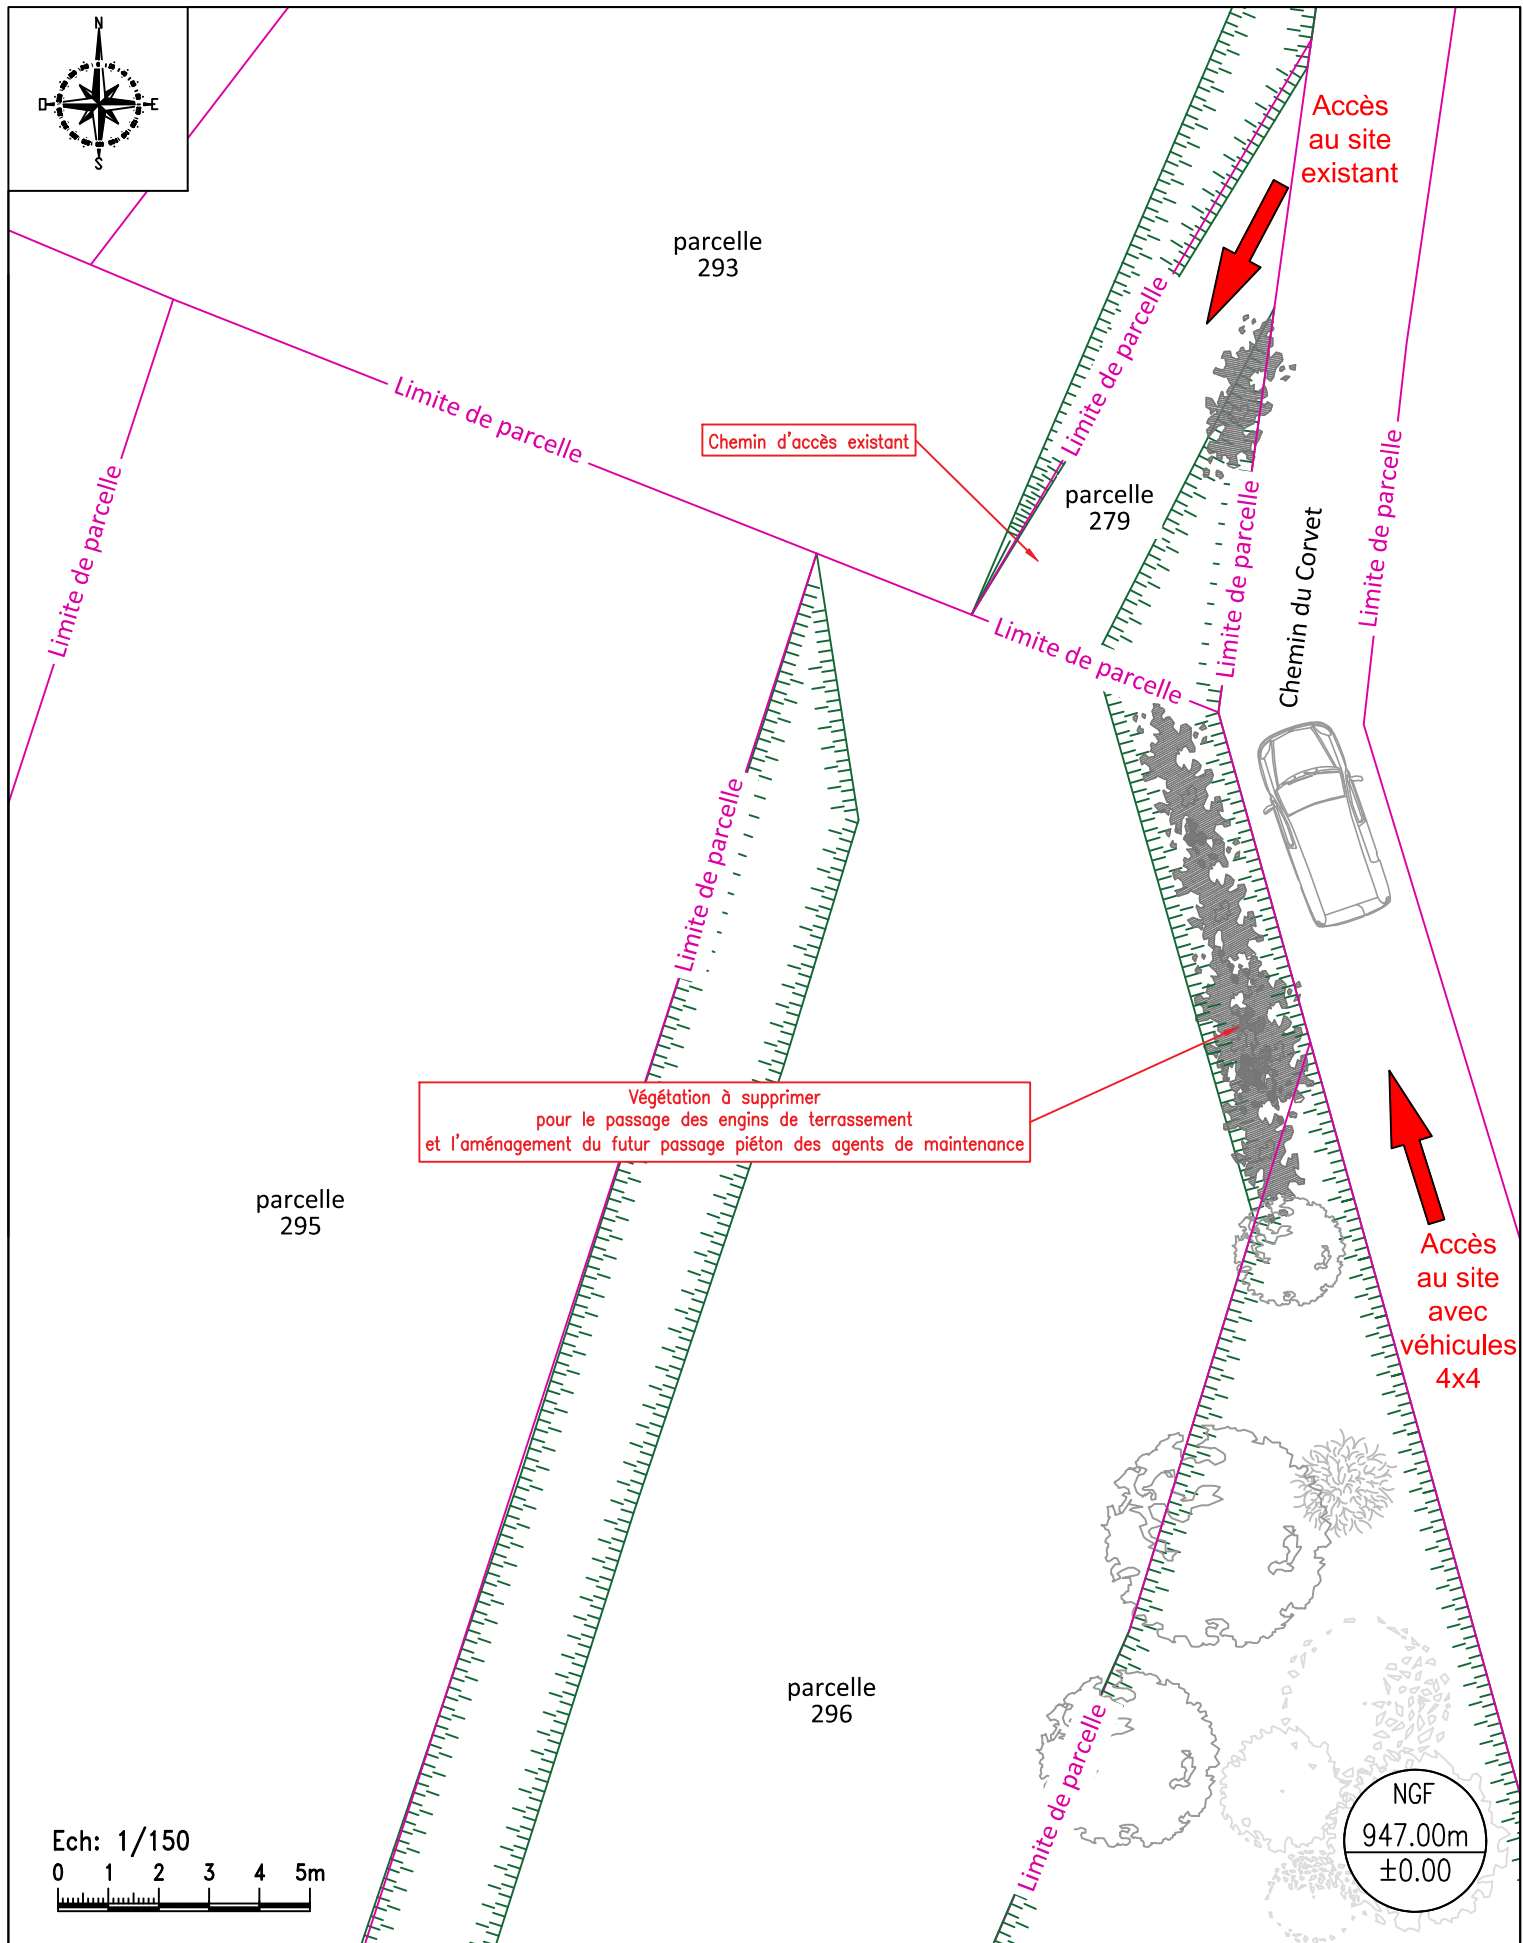 N
O
E
S
Accès
au site
existant
parcelle
293
Limite de parcelle
Limite de parcelle
Chemin d'accès existant
parcelle
279
Limite de parcelle
Limite de parcelle
Limite de parcelle
Chemin du Corvet
Limite de parcelle
Limite de parcelle
Limite de parcelle
Végétation à supprimer
pour le passage des engins de terrassement
et l'aménagement du futur passage piéton des agents de maintenance
parcelle
295
Accès
au site
avec
véhicules
4x4
parcelle
296
Limite de parcelle
NGF
947.00m
±0.00
Ech: 1/150
0 1 2 3 4 5m